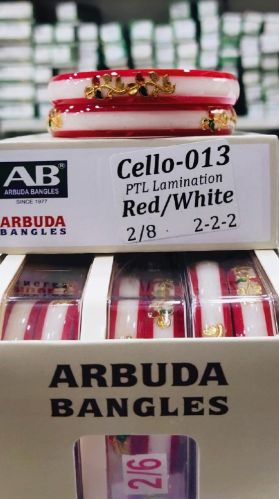 AB®
ARBUDA BANGLES
SINCE 1977
ARBUDA
BANGLES
Cello-013
PTL Lamination
Red/White
2/8 2-2-2
ARBUDA
BANGLES
2/6